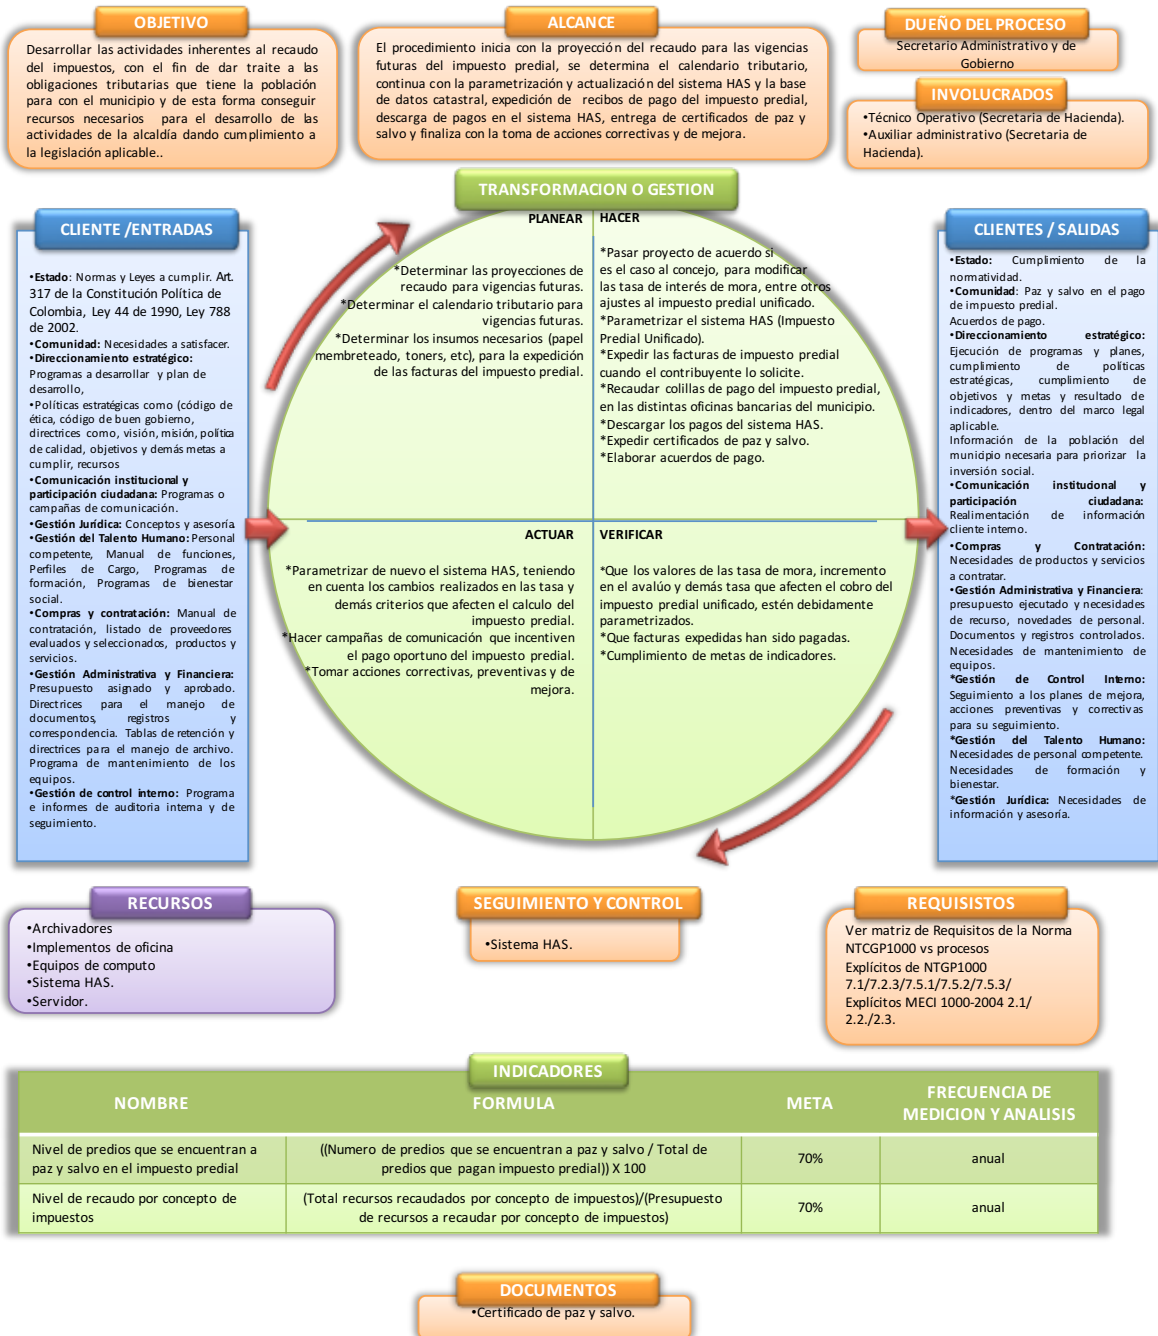 OBJETIVO
Desarrollar las actividades inherentes al recaudo
del impuestos, con el fin de dar traite a las
obligaciones tributarias que tiene la población
para con el municipio y de esta forma conseguir
recursos necesarios para el desarrollo de las
actividades de la alcaldía dando cumplimiento a
la legislación aplicable..
ALCANCE
El procedimiento inicia con la proyección del recaudo para las vigencias
futuras del impuesto predial, se determina el calendario tributario,
continua con la parametrización y actualización del sistema HAS y la base
de datos catastral, expedición de recibos de pago del impuesto predial,
descarga de pagos en el sistema HAS, entrega de certificados de paz y
salvo y finaliza con la toma de acciones correctivas y de mejora.
DUEÑO DEL PROCESO
Secretario Administrativo y de
Gobierno
INVOLUCRADOS
•Técnico Operativo (Secretaria de Hacienda).
•Auxiliar administrativo (Secretaria de
Hacienda).
TRANSFORMACION O GESTION
CLIENTE /ENTRADAS
•Estado: Normas y Leyes a cumplir. Art.
317 de la Constitución Política de
Colombia, Ley 44 de 1990, Ley 788
de 2002.
•Comunidad: Necesidades a satisfacer.
•Direccionamiento estratégico:
Programas a desarrollar y plan de
desarrollo,
•Políticas estratégicas como (código de
ética, código de buen gobierno,
directrices como, visión, misión, política
de calidad, objetivos y demás metas a
cumplir, recursos
•Comunicación institucional y
participación ciudadana: Programas o
campañas de comunicación.
•Gestión Jurídica: Conceptos y asesoría.
•Gestión del Talento Humano: Personal
competente, Manual de funciones,
Perfiles de Cargo, Programas de
formación, Programas de bienestar
social.
•Compras y contratación: Manual de
contratación, listado de proveedores
evaluados y seleccionados, productos y
servicios.
•Gestión Administrativa y Financiera:
Presupuesto asignado y aprobado.
Directrices para el manejo de
documentos, registros y
correspondencia. Tablas de retención y
directrices para el manejo de archivo.
Programa de mantenimiento de los
equipos.
•Gestión de control interno: Programa
e informes de auditoria interna y de
seguimiento.
PLANEAR
*Determinar las proyecciones de
recaudo para vigencias futuras.
*Determinar el calendario tributario para
vigencias futuras.
*Determinar los insumos necesarios (papel
membreteado, toners, etc), para la expedición
de las facturas del impuesto predial.
HACER
*Pasar proyecto de acuerdo si
es el caso al concejo, para modificar
las tasa de interés de mora, entre otros
ajustes al impuesto predial unificado.
*Parametrizar el sistema HAS (Impuesto
Predial Unificado).
*Expedir las facturas de impuesto predial
cuando el contribuyente lo solicite.
*Recaudar colillas de pago del impuesto predial,
en las distintas oficinas bancarias del municipio.
*Descargar los pagos del sistema HAS.
*Expedir certificados de paz y salvo.
*Elaborar acuerdos de pago.
ACTUAR
*Parametrizar de nuevo el sistema HAS, teniendo
en cuenta los cambios realizados en las tasa y
demás criterios que afecten el calculo del
impuesto predial.
*Hacer campañas de comunicación que incentiven
el pago oportuno del impuesto predial.
*Tomar acciones correctivas, preventivas y de
mejora.
VERIFICAR
*Que los valores de las tasa de mora, incremento
en el avalúo y demás tasa que afecten el cobro del
impuesto predial unificado, estén debidamente
parametrizados.
*Que facturas expedidas han sido pagadas.
*Cumplimiento de metas de indicadores.
CLIENTES / SALIDAS
•Estado: Cumplimiento de la
normatividad.
•Comunidad: Paz y salvo en el pago
de impuesto predial.
Acuerdos de pago.
•Direccionamiento estratégico:
Ejecución de programas y planes,
cumplimiento de políticas
estratégicas, cumplimiento de
objetivos y metas y resultado de
indicadores, dentro del marco legal
aplicable.
Información de la población del
municipio necesaria para priorizar la
inversión social.
•Comunicación institucional y
participación ciudadana:
Realimentación de información
cliente interno.
•Compras y Contratación:
Necesidades de productos y servicios
a contratar.
•Gestión Administrativa y Financiera:
presupuesto ejecutado y necesidades
de recurso, novedades de personal.
Documentos y registros controlados.
Necesidades de mantenimiento de
equipos.
*Gestión de Control Interno:
Seguimiento a los planes de mejora,
acciones preventivas y correctivas
para su seguimiento.
*Gestión del Talento Humano:
Necesidades de personal competente.
Necesidades de formación y
bienestar.
*Gestión Jurídica: Necesidades de
información y asesoría.
RECURSOS
•Archivadores
•Implementos de oficina
•Equipos de computo
•Sistema HAS.
•Servidor.
SEGUIMIENTO Y CONTROL
•Sistema HAS.
REQUISISTOS
Ver matriz de Requisitos de la Norma
NTCGP1000 vs procesos
Explícitos de NTGP1000
7.1/7.2.3/7.5.1/7.5.2/7.5.3/
Explícitos MECI 1000-2004 2.1/
2.2./2.3.
INDICADORES
NOMBRE FORMULA META FRECUENCIA DE
MEDICION Y ANALISIS
Nivel de predios que se encuentran a
paz y salvo en el impuesto predial
((Numero de predios que se encuentran a paz y salvo / Total de
predios que pagan impuesto predial)) X 100
70%
anual
Nivel de recaudo por concepto de
impuestos
(Total recursos recaudados por concepto de impuestos)/(Presupuesto
de recursos a recaudar por concepto de impuestos)
70%
anual
DOCUMENTOS
•Certificado de paz y salvo.